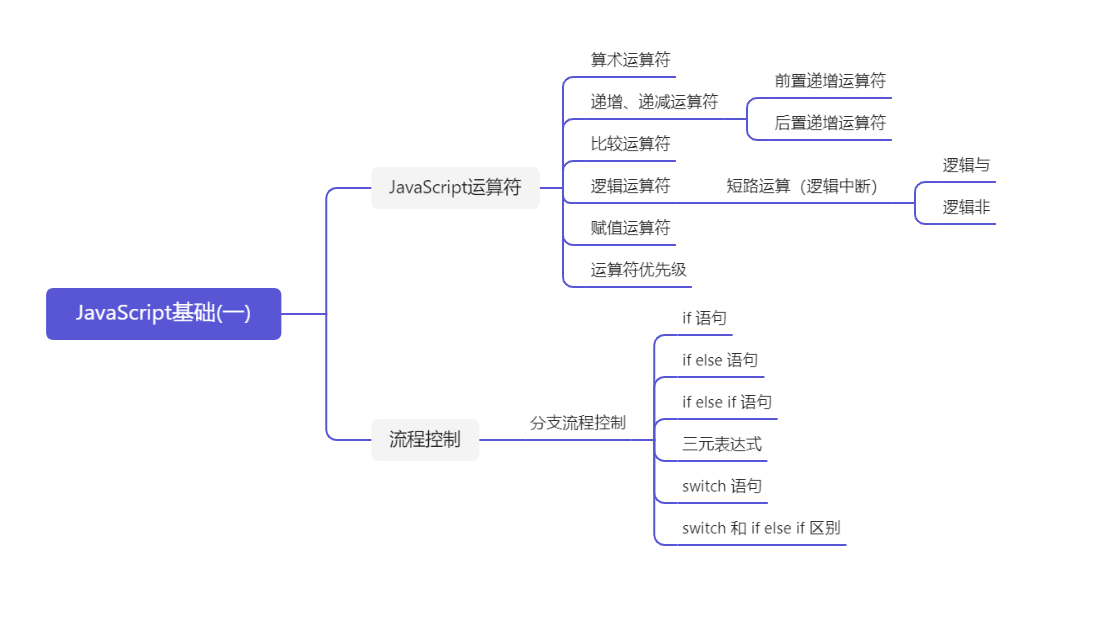 JavaScript基础(一)
JavaScript运算符
算术运算符
递增、递减运算符
前置递增运算符
后置递增运算符
比较运算符
逻辑运算符
短路运算（逻辑中断）
逻辑与
逻辑非
赋值运算符
运算符优先级
流程控制
分支流程控制
if 语句
if else 语句
if else if 语句
三元表达式
switch 语句
switch 和 if else if 区别